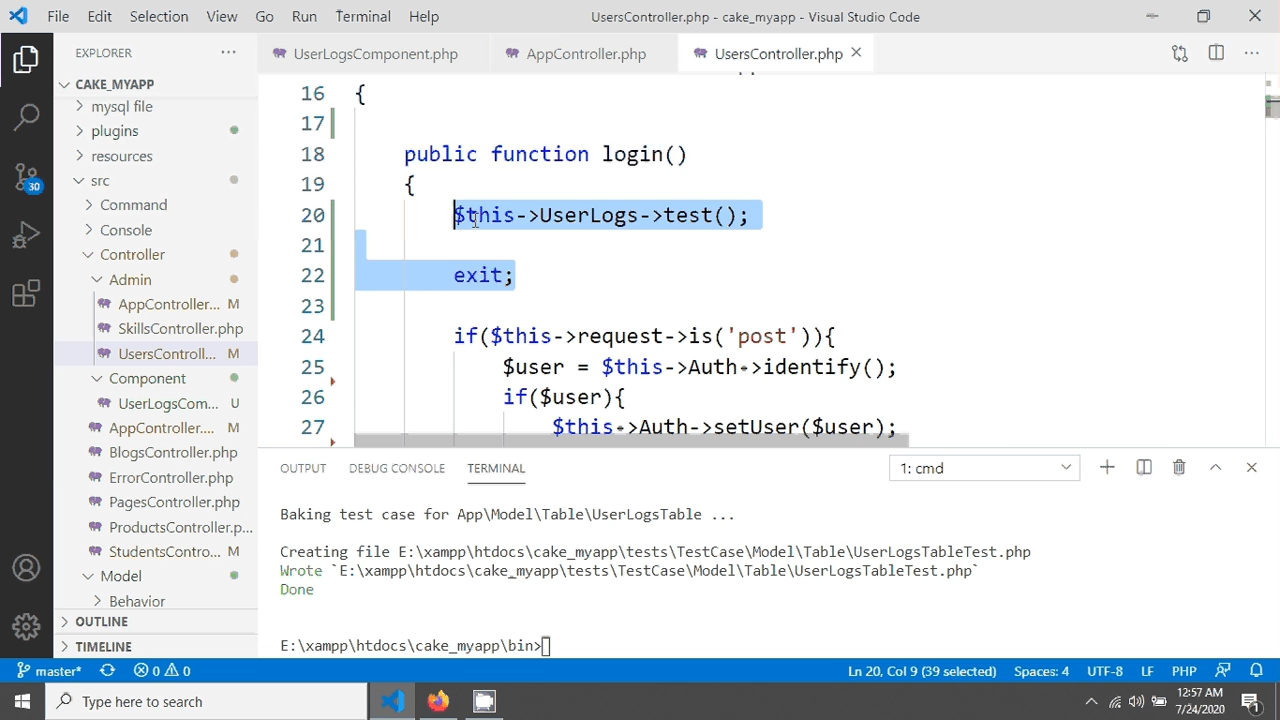 File Edit Selection View Go Run Terminal Help UsersController.php - cake_myapp - Visual Studio Code
EXPLORER ··· UserLogsComponent.php AppController.php UsersController.php ···
CAKE_MYAPP
mysql file
plugins
resources
src
Command
Console
Controller
Admin
AppController... M
SkillsController.php
UsersControll... M
Component
UserLogsCom... U
AppController.... M
BlogsController.php
ErrorController.php
PagesController.php
ProductsController.p...
StudentsContro... M
Model
Behavior
OUTLINE
TIMELINE
30
16 {
17
18 public function login()
19 {
20 $this->UserLogs->test();
21
22 exit;
23
24 if($this->request->is('post')){
25 $user = $this->Auth->identify();
26 if($user){
27 $this->Auth->setUser($user);
OUTPUT DEBUG CONSOLE TERMINAL 1: cmd
Baking test case for App\Model\Table\UserLogsTable ...
Creating file E:\xampp\htdocs\cake_myapp\tests\TestCase\Model\Table\UserLogsTableTest.php
Wrote `E:\xampp\htdocs\cake_myapp\tests\TestCase\Model\Table\UserLogsTableTest.php`
Done
E:\xampp\htdocs\cake_myapp\bin>
master* 0 0 Ln 20, Col 9 (39 selected) Spaces: 4 UTF-8 LF PHP
Type here to search 12:57 AM
7/24/2020 1